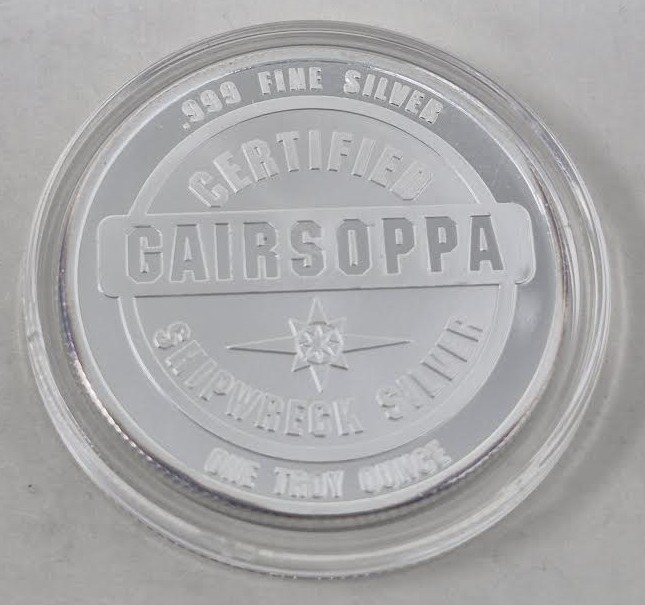 .999 FINE SILVER
CERTIFIED
GAIRSOPPA
SHIPWRECK SILVER
ONE TROY OUNCE